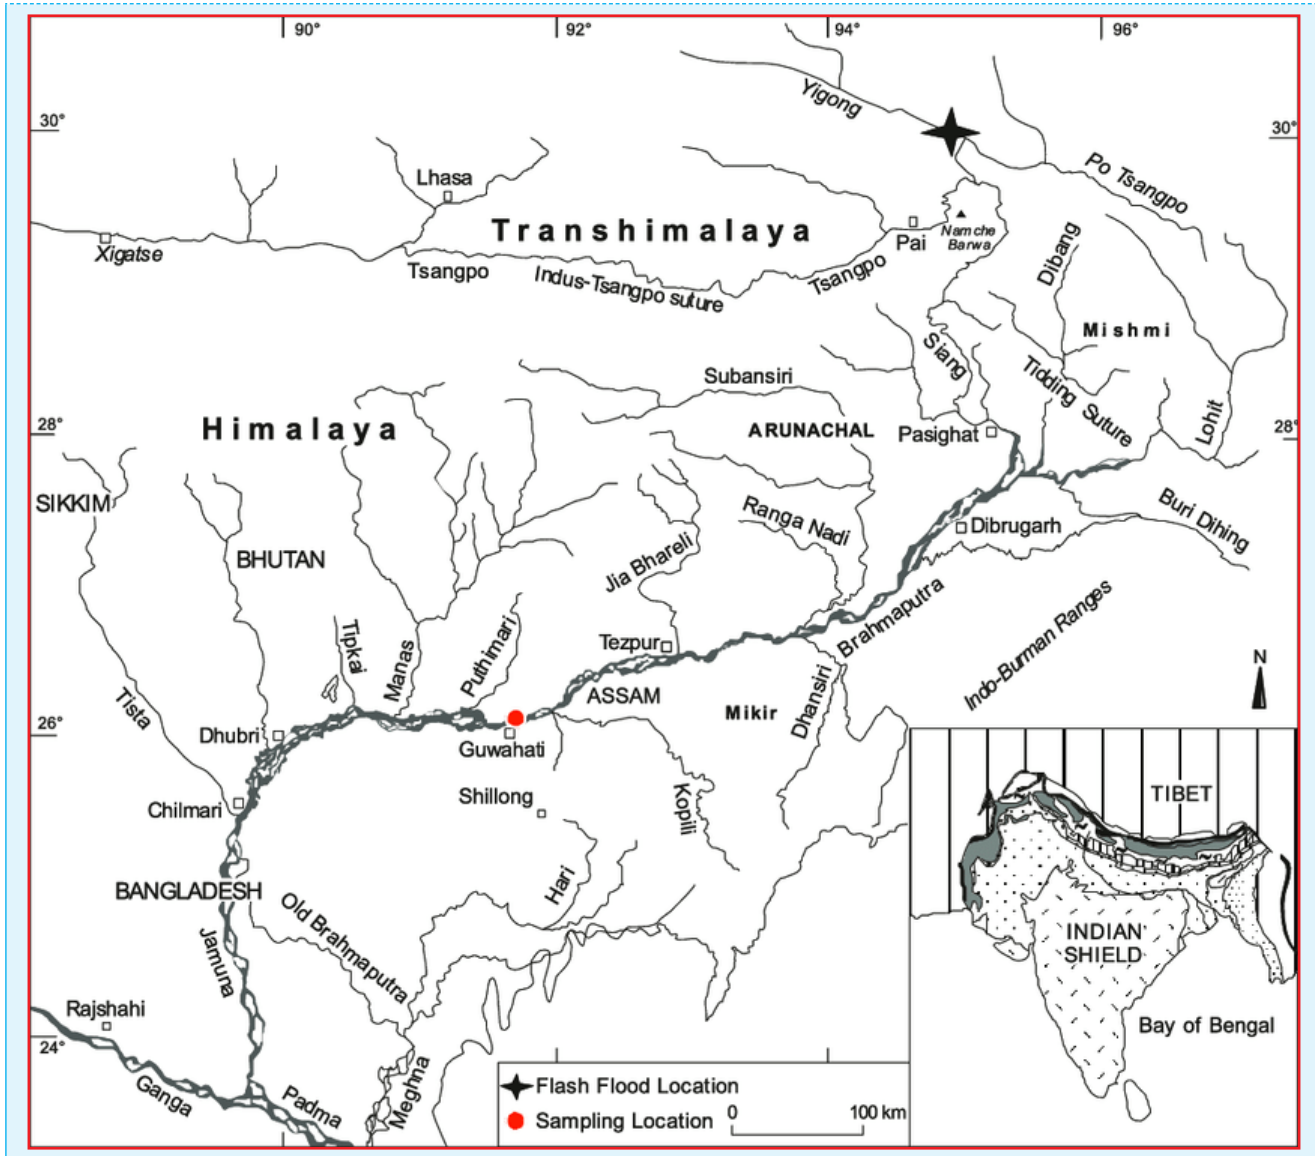 90°
92°
94°
96°
30°
30°
Yigong
Po Tsangpo
Lhasa
Transhimalaya
Pai
Namche
Barwa
Dibang
Xigatse
Tsangpo
Indus-Tsangpo suture
Tsangpo
Mishmi
Siang
Tidding Suture
Subansiri
Lohit
28°
Himalaya
ARUNACHAL
Pasighat
28°
SIKKIM
Ranga Nadi
Buri Dihing
Dibrugarh
BHUTAN
Jia Bhareli
Brahmaputra
Indo-Burman Ranges
Tipkai
Manas
Puthimari
Tezpur
N
Tista
ASSAM
Mikir
Dhansiri
26°
Dhubri
Guwahati
Chilmari
Shillong
Kopili
TIBET
Hari
BANGLADESH
Old Brahmaputra
Jamuna
INDIAN
SHIELD
Rajshahi
Bay of Bengal
24°
Ganga
Padma
Meghna
Flash Flood Location
Sampling Location
0
100 km